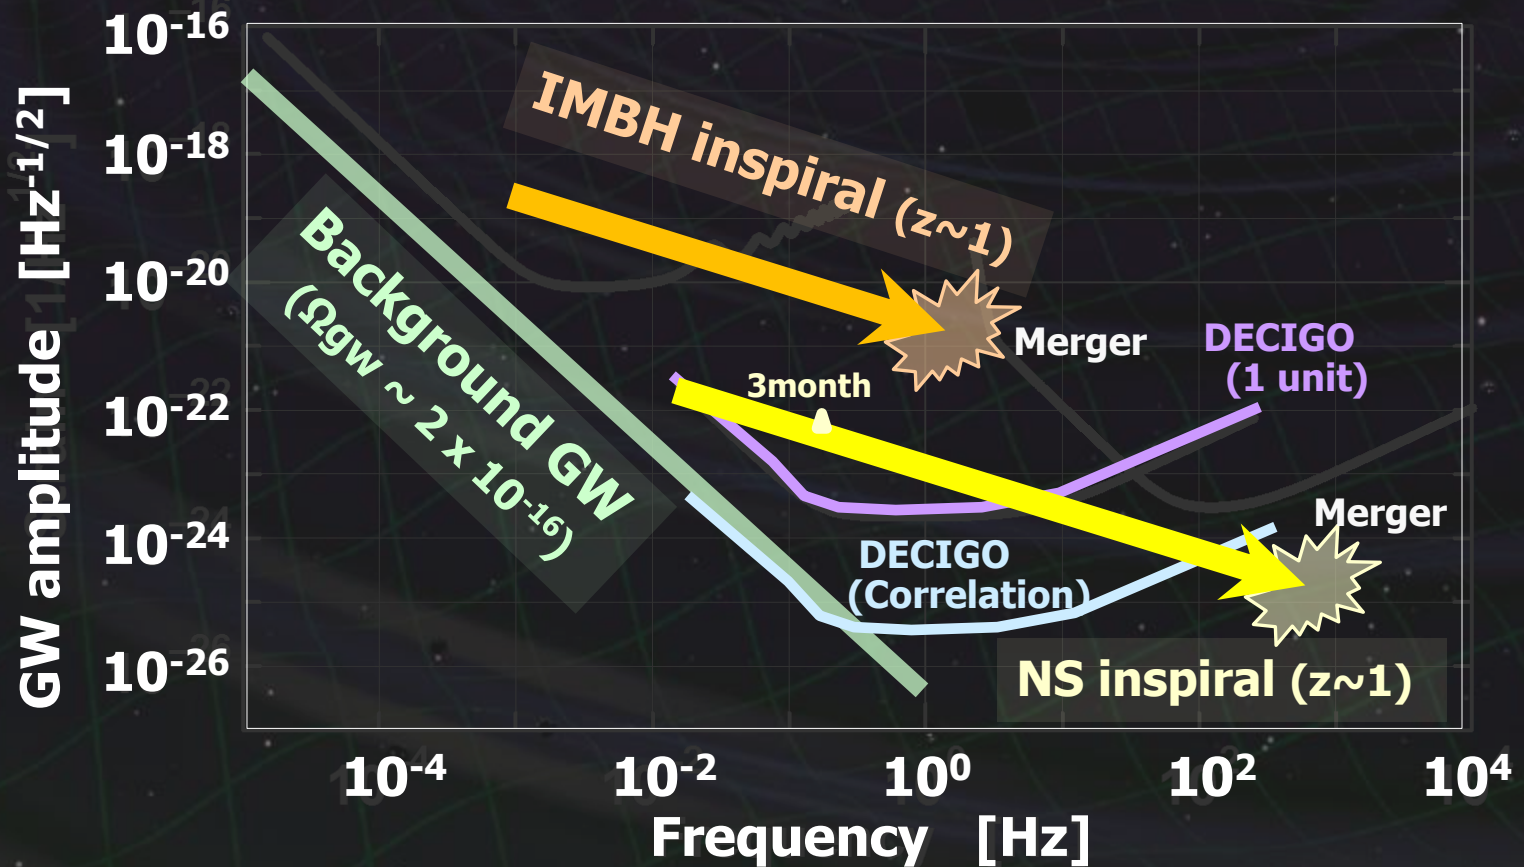 10⁻¹⁶
10⁻¹⁸
10⁻²⁰
10⁻²²
10⁻²⁴
10⁻²⁶
GW amplitude [Hz⁻¹/²]
IMBH inspiral (z~1)
Background GW
(Ωgw ~ 2 x 10⁻¹⁶)
Merger
DECIGO
(1 unit)
3month
Merger
DECIGO
(Correlation)
NS inspiral (z~1)
10⁻⁴
10⁻²
10⁰
10²
10⁴
Frequency [Hz]